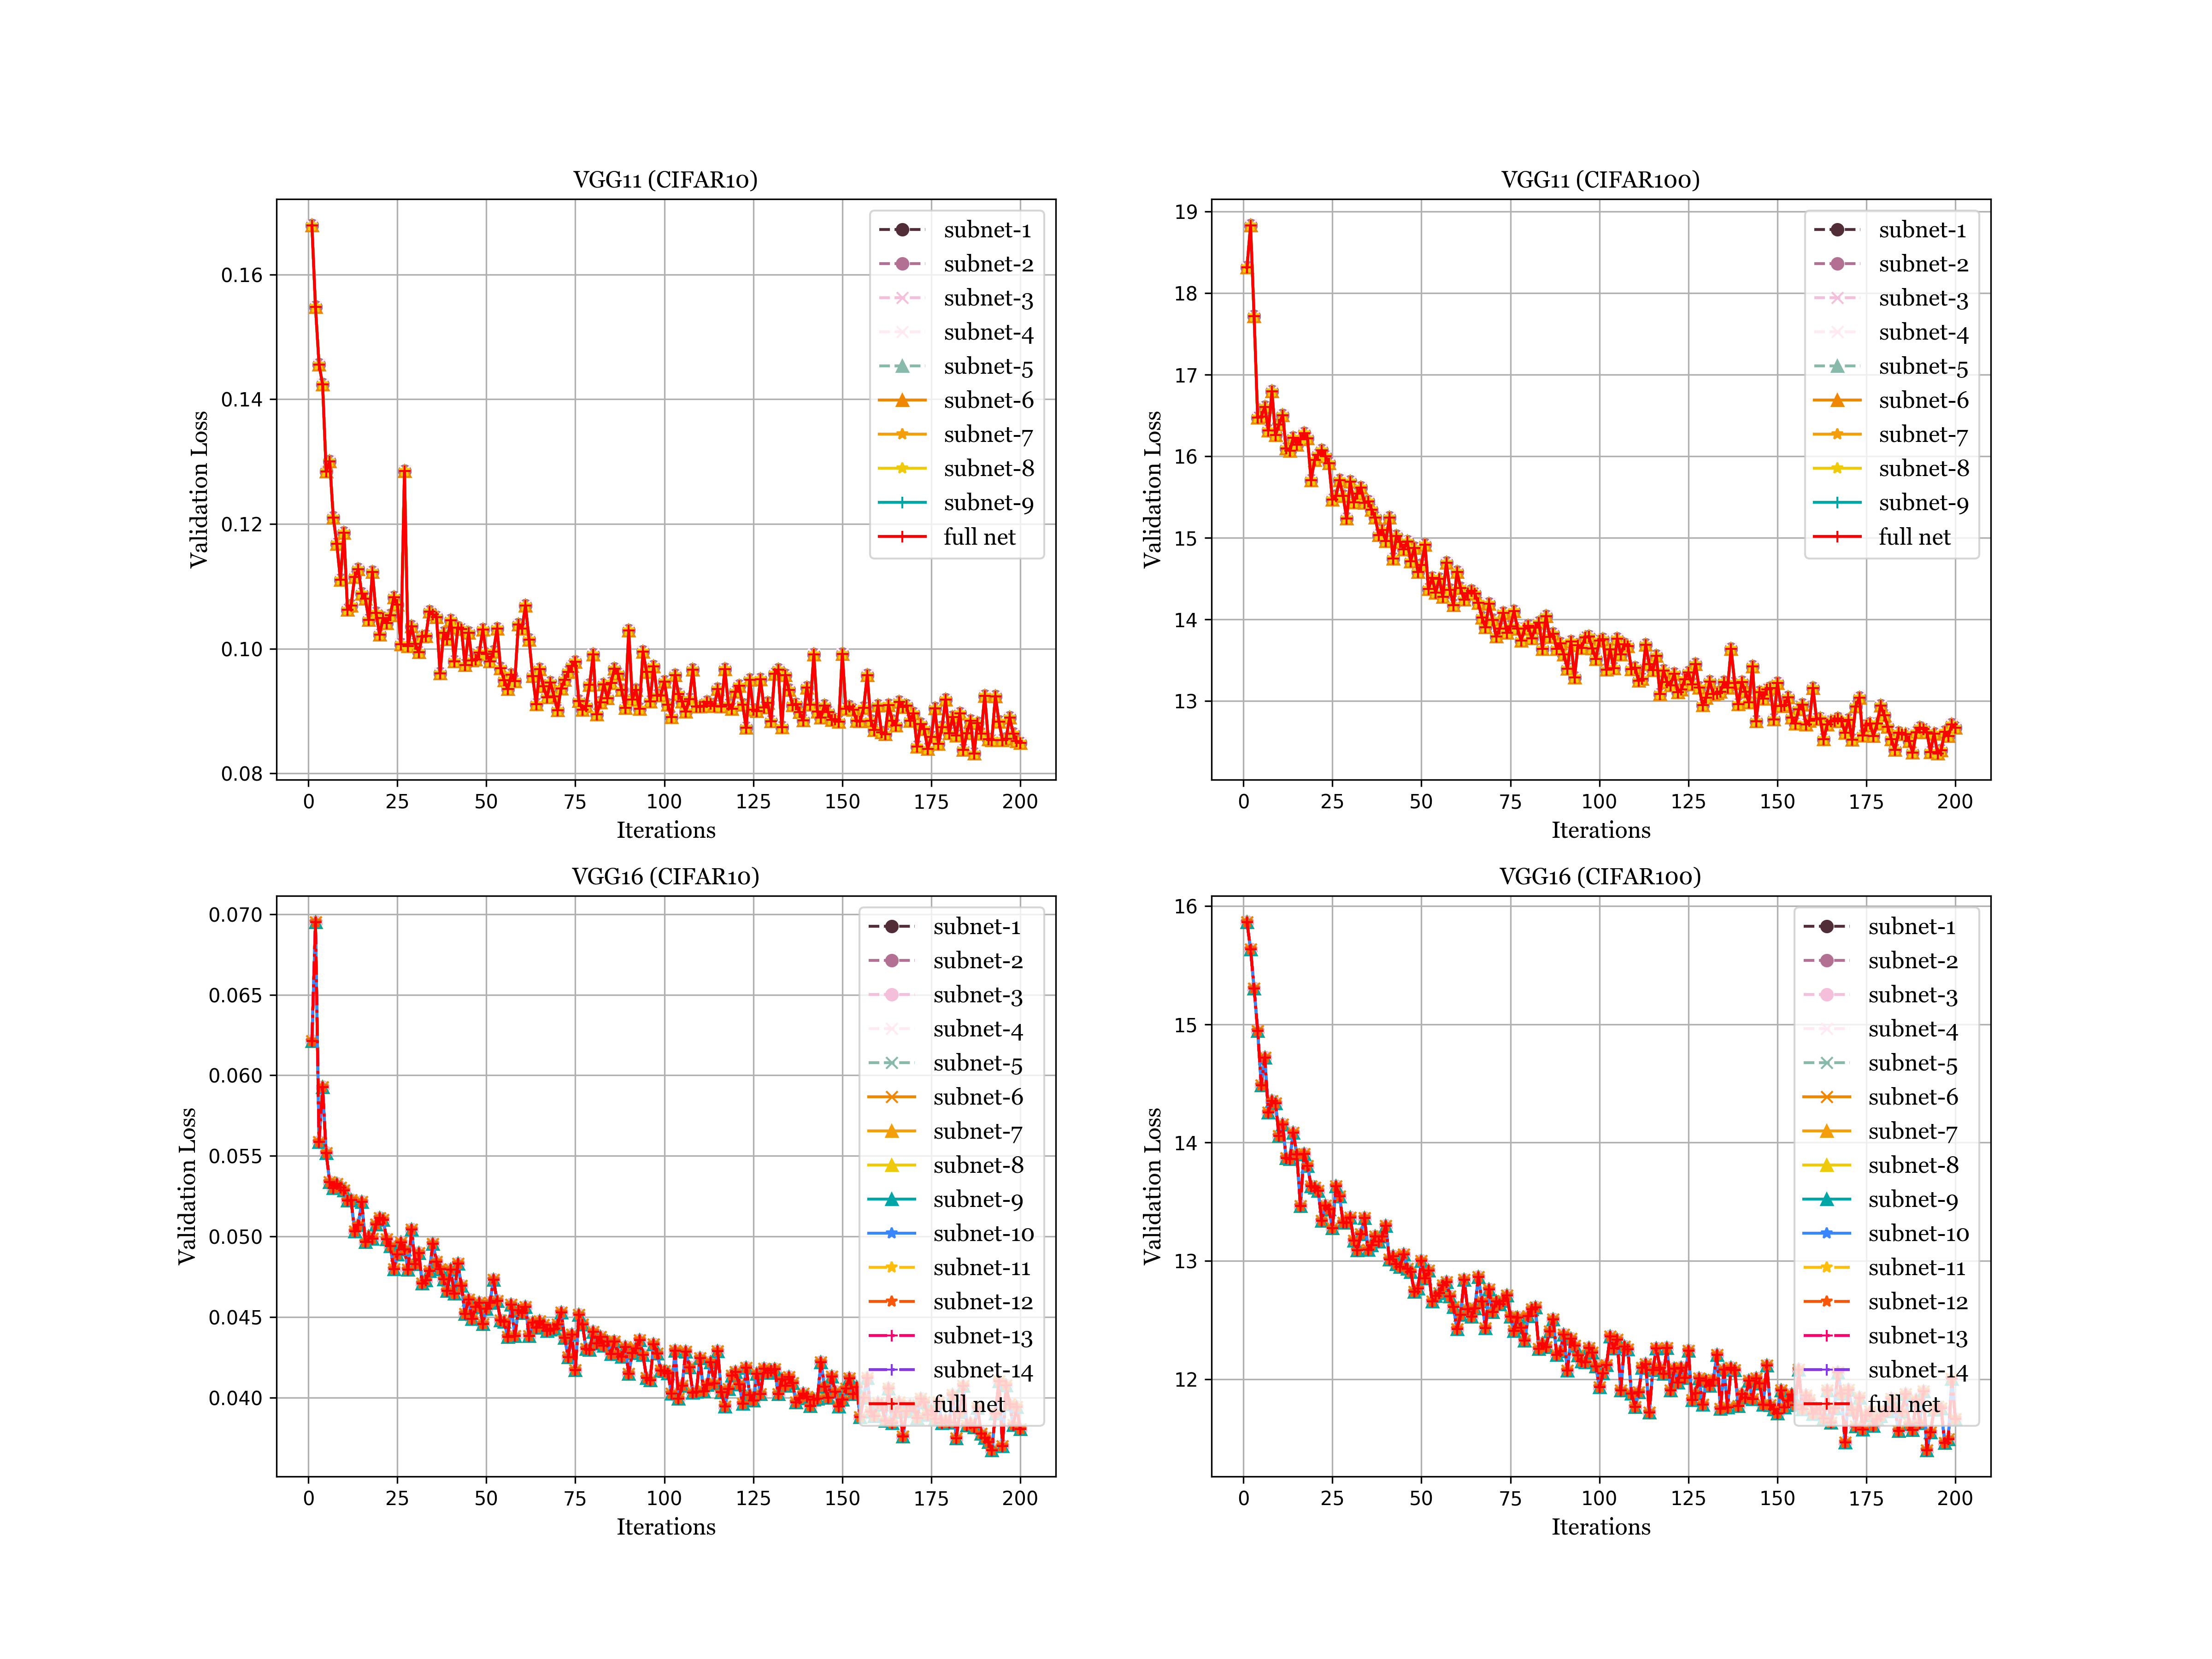 VGG11 (CIFAR10)
0.16
0.14
0.12
0.10
0.08
Validation Loss
0 25 50 75 100 125 150 175 200
Iterations
subnet-1
subnet-2
subnet-3
subnet-4
subnet-5
subnet-6
subnet-7
subnet-8
subnet-9
full net
VGG11 (CIFAR100)
19
18
17
16
15
14
13
Validation Loss
0 25 50 75 100 125 150 175 200
Iterations
subnet-1
subnet-2
subnet-3
subnet-4
subnet-5
subnet-6
subnet-7
subnet-8
subnet-9
full net
VGG16 (CIFAR10)
0.070
0.065
0.060
0.055
0.050
0.045
0.040
Validation Loss
0 25 50 75 100 125 150 175 200
Iterations
subnet-1
subnet-2
subnet-3
subnet-4
subnet-5
subnet-6
subnet-7
subnet-8
subnet-9
subnet-10
subnet-11
subnet-12
subnet-13
subnet-14
full net
VGG16 (CIFAR100)
16
15
14
13
12
Validation Loss
0 25 50 75 100 125 150 175 200
Iterations
subnet-1
subnet-2
subnet-3
subnet-4
subnet-5
subnet-6
subnet-7
subnet-8
subnet-9
subnet-10
subnet-11
subnet-12
subnet-13
subnet-14
full net